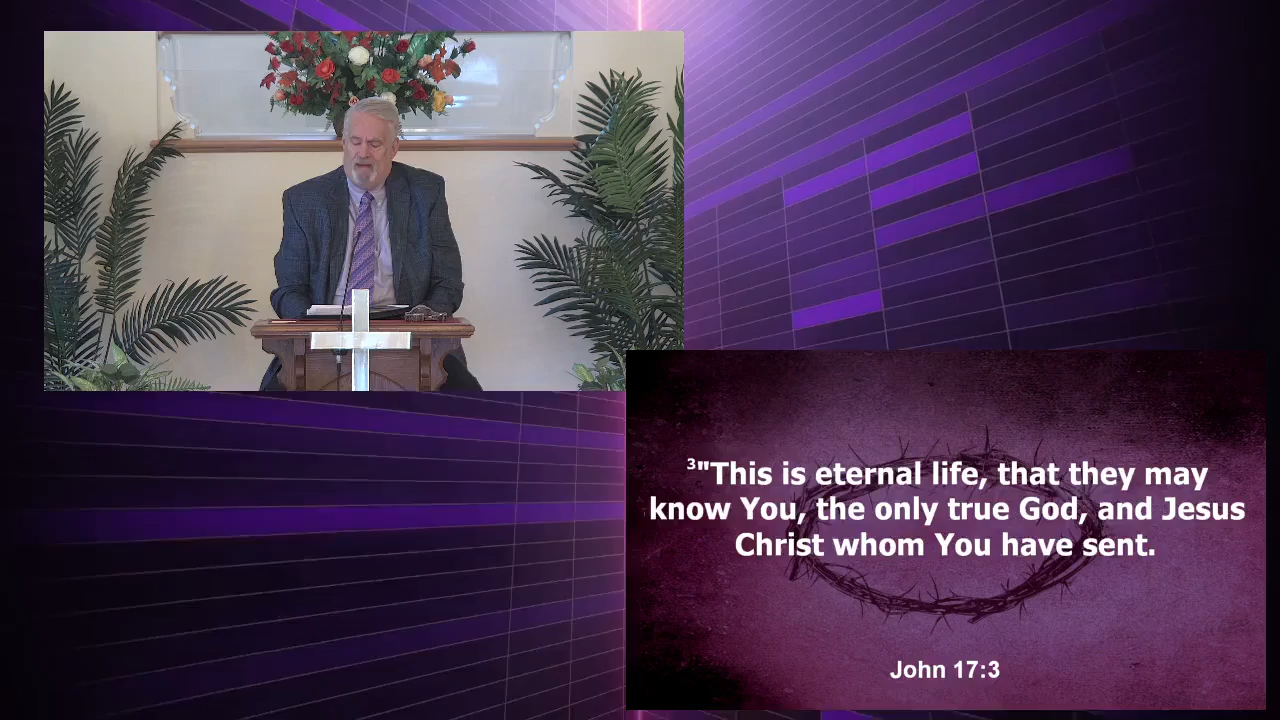 ³"This is eternal life, that they may
know You, the only true God, and Jesus
Christ whom You have sent.
John 17:3